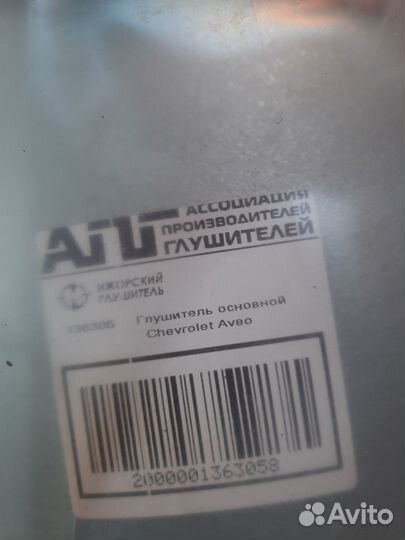 АПГ
АССОЦИАЦИЯ
ПРОИЗВОДИТЕЛЕЙ
ГЛУШИТЕЛЕЙ
ИЖОРСКИЙ
ГЛУШИТЕЛЬ
136305 Глушитель основной
Chevrolet Aveo
2000001363058
Avito